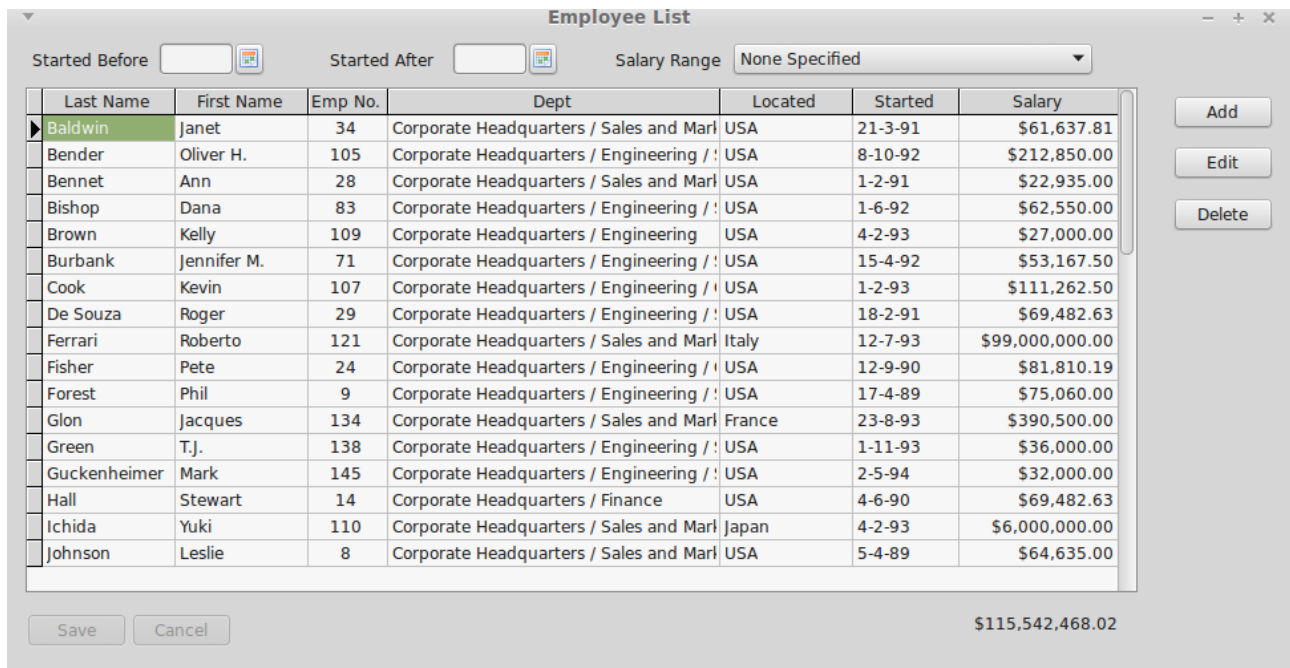 Employee List
Started Before Started After Salary Range None Specified
Last Name First Name Emp No. Dept Located Started Salary
Baldwin Janet 34 Corporate Headquarters / Sales and Mark USA 21-3-91 $61,637.81
Bender Oliver H. 105 Corporate Headquarters / Engineering / USA 8-10-92 $212,850.00
Bennet Ann 28 Corporate Headquarters / Sales and Mark USA 1-2-91 $22,935.00
Bishop Dana 83 Corporate Headquarters / Engineering / USA 1-6-92 $62,550.00
Brown Kelly 109 Corporate Headquarters / Engineering USA 4-2-93 $27,000.00
Burbank Jennifer M. 71 Corporate Headquarters / Engineering / USA 15-4-92 $53,167.50
Cook Kevin 107 Corporate Headquarters / Engineering / USA 1-2-93 $111,262.50
De Souza Roger 29 Corporate Headquarters / Engineering / USA 18-2-91 $69,482.63
Ferrari Roberto 121 Corporate Headquarters / Sales and Mark Italy 12-7-93 $99,000,000.00
Fisher Pete 24 Corporate Headquarters / Engineering / USA 12-9-90 $81,810.19
Forest Phil 9 Corporate Headquarters / Engineering / USA 17-4-89 $75,060.00
Glon Jacques 134 Corporate Headquarters / Sales and Mark France 23-8-93 $390,500.00
Green T.J. 138 Corporate Headquarters / Engineering / USA 1-11-93 $36,000.00
Guckenheimer Mark 145 Corporate Headquarters / Engineering / USA 2-5-94 $32,000.00
Hall Stewart 14 Corporate Headquarters / Finance USA 4-6-90 $69,482.63
Ichida Yuki 110 Corporate Headquarters / Sales and Mark Japan 4-2-93 $6,000,000.00
Johnson Leslie 8 Corporate Headquarters / Sales and Mark USA 5-4-89 $64,635.00
Add
Edit
Delete
Save Cancel $115,542,468.02